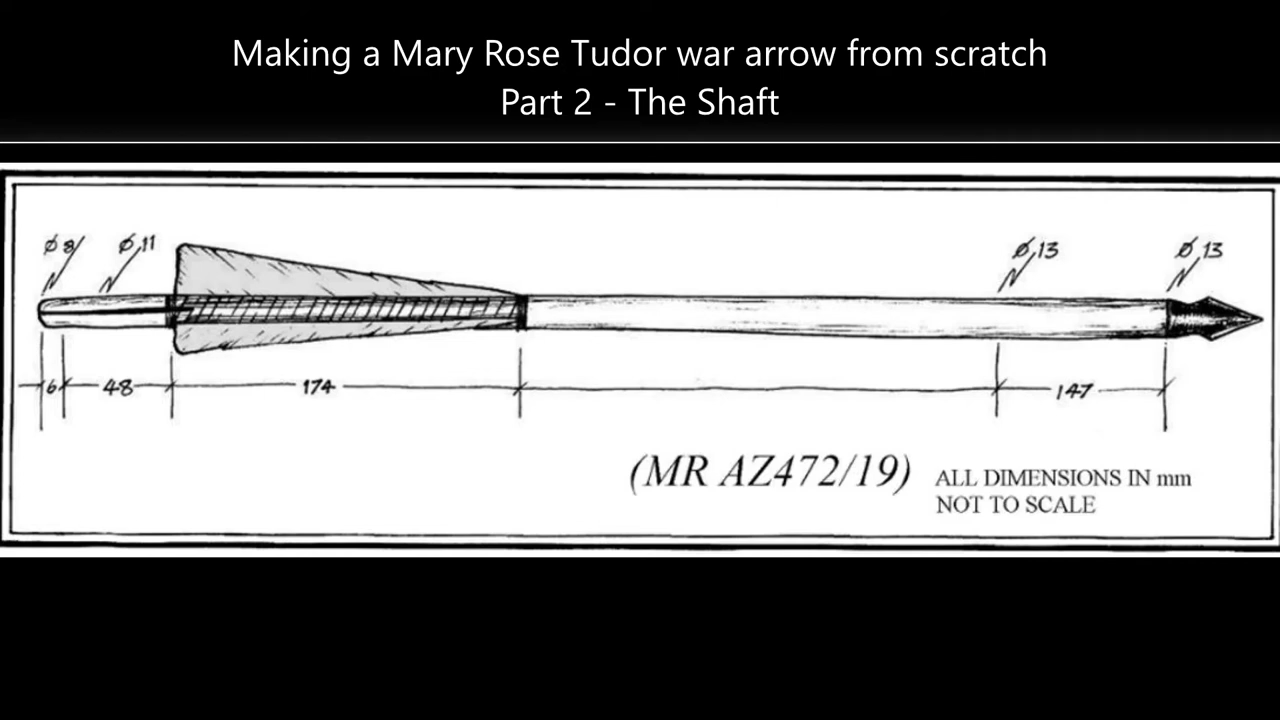 Making a Mary Rose Tudor war arrow from scratch
Part 2 - The Shaft
Ø 8
Ø 11
Ø 13
Ø 13
6
48
174
147
(MR AZ472/19)
ALL DIMENSIONS IN mm
NOT TO SCALE